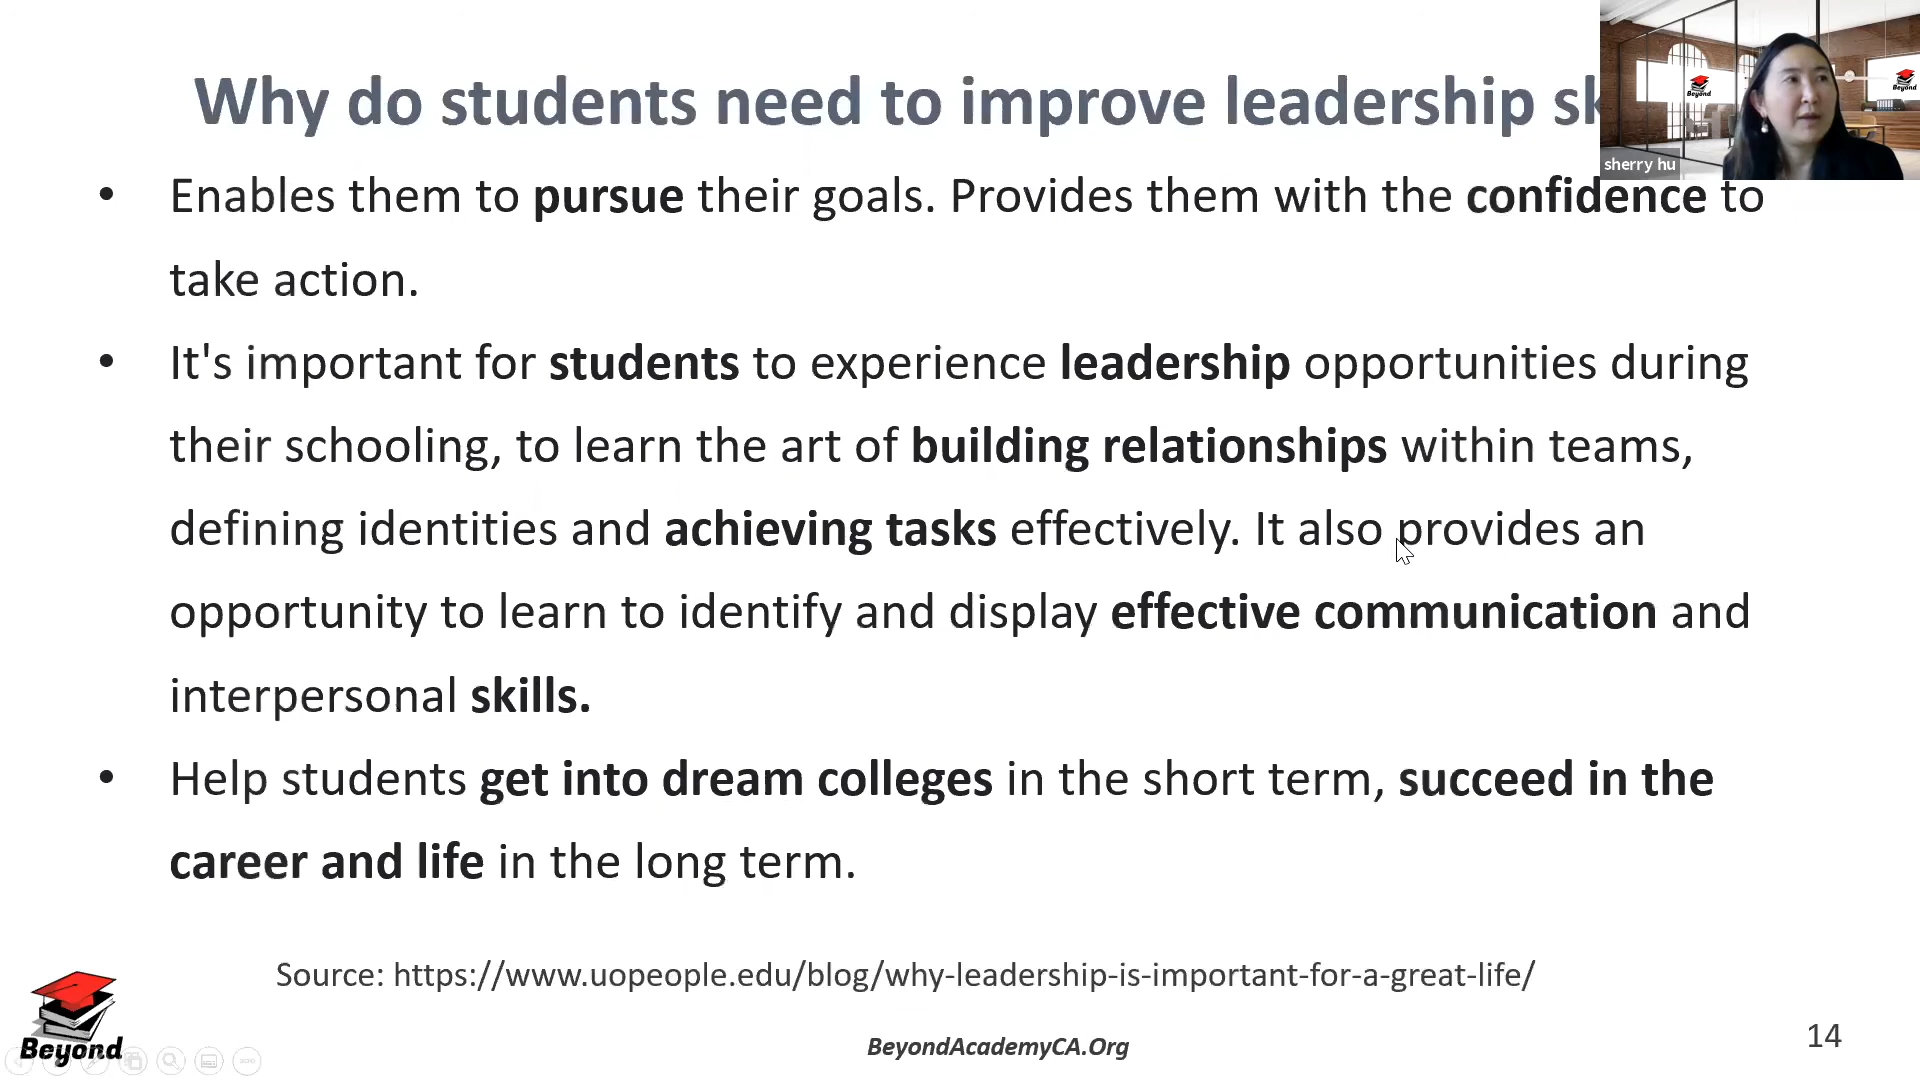 Why do students need to improve leadership sk
Beyond
Beyond
sherry hu
• Enables them to pursue their goals. Provides them with the confidence to
take action.
• It's important for students to experience leadership opportunities during
their schooling, to learn the art of building relationships within teams,
defining identities and achieving tasks effectively. It also provides an
opportunity to learn to identify and display effective communication and
interpersonal skills.
• Help students get into dream colleges in the short term, succeed in the
career and life in the long term.
Source: https://www.uopeople.edu/blog/why-leadership-is-important-for-a-great-life/
Beyond
BeyondAcademyCA.Org
14